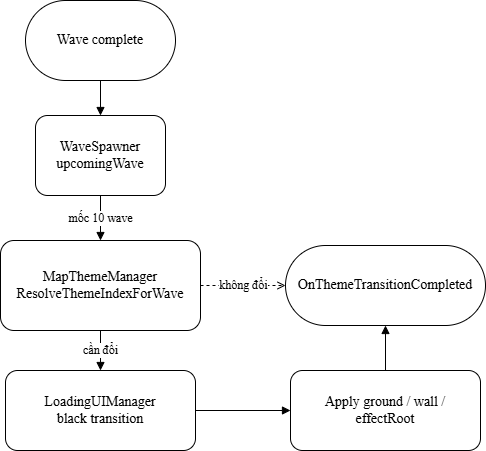 Wave complete
WaveSpawner
upcomingWave
mốc 10 wave
MapThemeManager
ResolveThemeIndexForWave
không đổi
OnThemeTransitionCompleted
cần đổi
LoadingUIManager
black transition
Apply ground / wall /
effectRoot